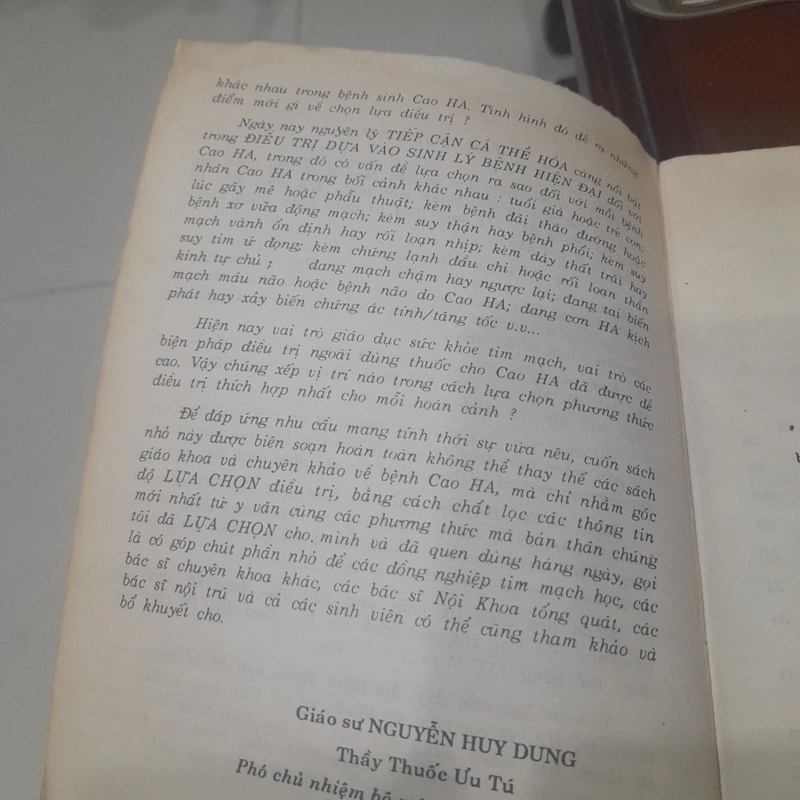 khác nhau trong bệnh sinh Cao HA. Tình hình đó đề ra những
điểm mới gì về chọn lựa điều trị ?
Ngày nay nguyên lý TIẾP CẬN CÁ THỂ HÓA càng nổi bật
trong ĐIỀU TRỊ DỰA VÀO SINH LÝ BỆNH HIỆN ĐẠI đối với
Cao HA, trong đó có vấn đề lựa chọn ra sao đối với mỗi bệnh
nhân Cao HA trong bối cảnh khác nhau : tuổi già hoặc trẻ con;
lúc gây mê hoặc phẫu thuật; kèm bệnh đái tháo đường hoặc
bệnh xơ vữa động mạch; kèm suy thận hay bệnh phổi; kèm suy
mạch vành ổn định hay rối loạn nhịp; kèm dày thất trái hay
suy tim ứ đọng; kèm chứng lạnh đầu chi hoặc rối loạn thần
kinh tự chủ ; đang mạch chậm hay ngược lại; đang tai biến
mạch máu não hoặc bệnh não do Cao HA; đang cơn HA kịch
phát hay xảy biến chứng ác tính/tăng tốc v.v...
Hiện nay vai trò giáo dục sức khỏe tim mạch, vai trò các
biện pháp điều trị ngoài dùng thuốc cho Cao HA đã được đề
cao. Vậy chúng xếp vị trí nào trong cách lựa chọn phương thức
điều trị thích hợp nhất cho mỗi hoàn cảnh ?
Để đáp ứng nhu cầu mang tính thời sự vừa nêu, cuốn sách
nhỏ này được biên soạn hoàn toàn không thể thay thế các sách
giáo khoa và chuyên khảo về bệnh Cao HA, mà chỉ nhằm góc
độ LỰA CHỌN điều trị, bằng cách chắt lọc các thông tin
mới nhất từ y văn cùng các phương thức mà bản thân chúng
tôi đã LỰA CHỌN cho mình và đã quen dùng hàng ngày, gọi
là có góp chút phần nhỏ để các đồng nghiệp tim mạch học, các
bác sĩ chuyên khoa khác, các bác sĩ Nội Khoa tổng quát, các
bác sĩ nội trú và cả các sinh viên có thể cùng tham khảo và
bổ khuyết cho.
Giáo sư NGUYỄN HUY DUNG
Thầy Thuốc Ưu Tú
Phó chủ nhiệm bộ